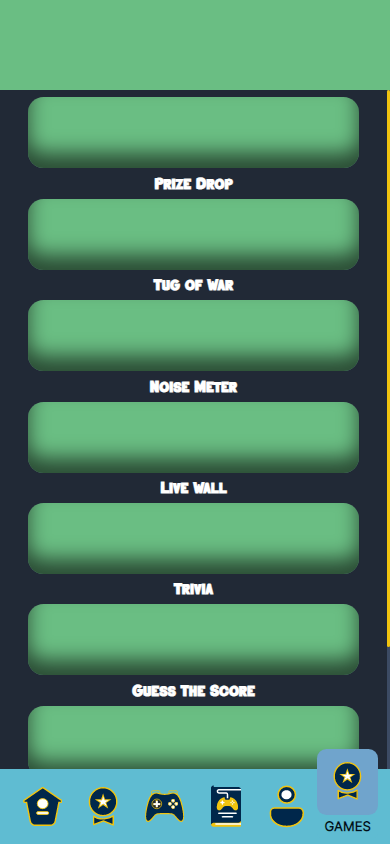 Prize Drop
Tug of War
Noise Meter
Live Wall
Trivia
Guess The Score
GAMES